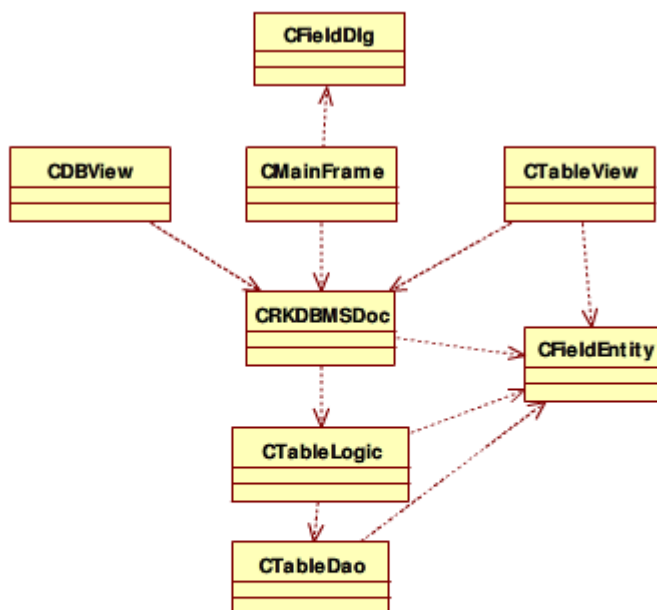 CFieldDlg
CDBView
CMainFrame
CTableView
CRKDBMSDoc
CFieldEntity
CTableLogic
CTableDao